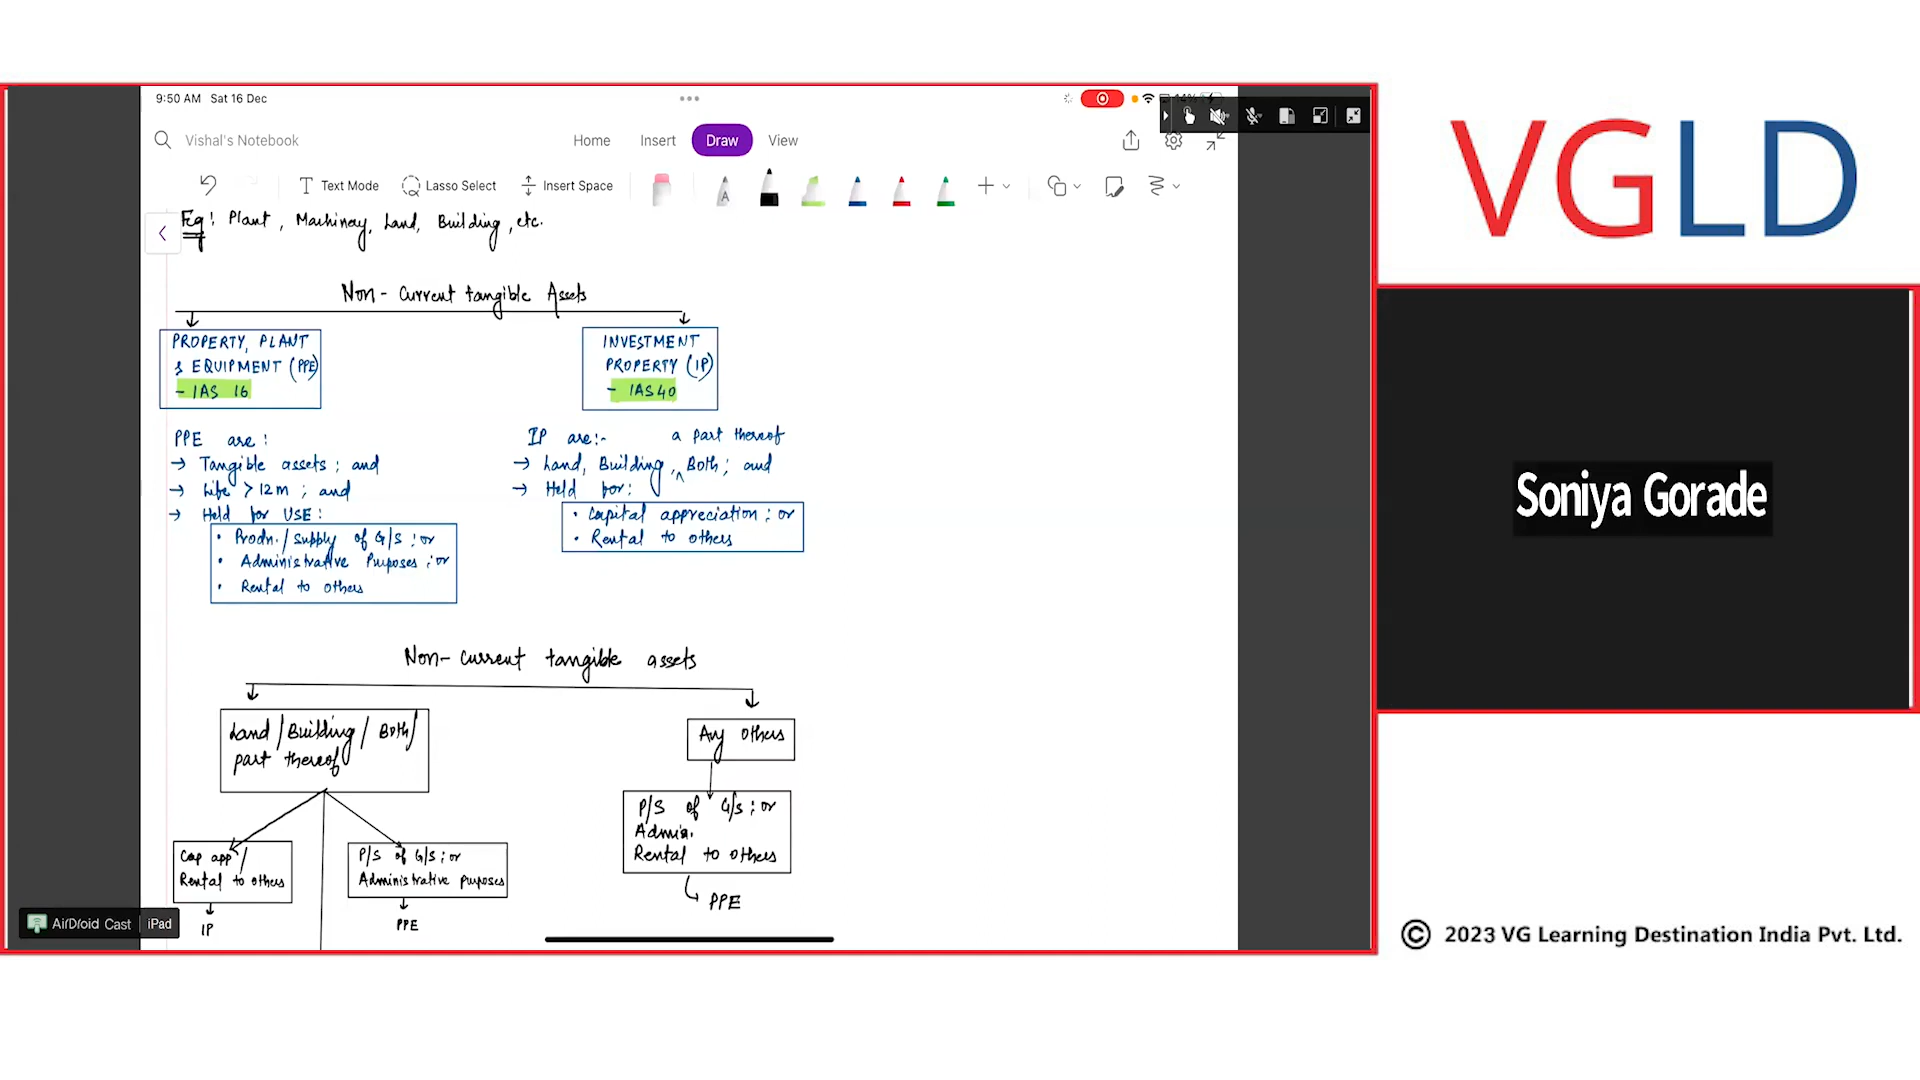 9:50 AM Sat 16 Dec
Vishal's Notebook
Home Insert Draw View
Text Mode Lasso Select Insert Space
Eg: Plant, Machinery, Land, Building, etc.
Non-Current tangible Assets
PROPERTY, PLANT
& EQUIPMENT (PPE)
- IAS 16
INVESTMENT
PROPERTY (IP)
- IAS40
PPE are:
→ Tangible assets; and
→ Life > 12m; and
→ Held for USE:
• Prodn./supply of G/S; or
• Administrative Purposes; or
• Rental to others
IP are:- a part thereof
→ Land, Building, ^ Both; and
→ Held for:
• Capital appreciation; or
• Rental to others
Non-current tangible assets
Land/Building/Both/
part thereof
Any others
P/S of G/S; or
Admin.
Rental to others
PPE
Cap app/
Rental to others
IP
P/S of G/S; or
Administrative purposes
PPE
AirDroid Cast iPad
VGLD
Soniya Gorade
© 2023 VG Learning Destination India Pvt. Ltd.